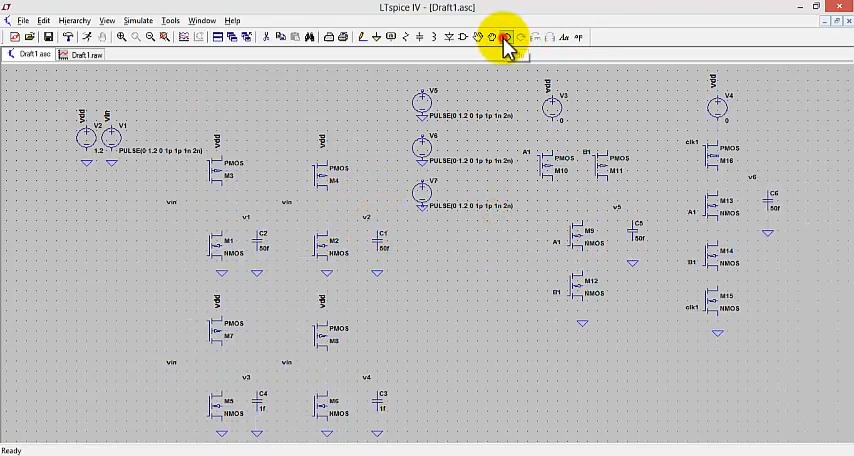 LTspice IV - [Draft1.asc]
File Edit Hierarchy View Simulate Tools Window Help
Aa .op
Draft1.asc Draft1.raw
vdd vin
V2 V1
1.2 PULSE(0 1.2 0 1p 1p 1n 2n)
vdd
PMOS
M3
vdd
PMOS
M4
vin
vin
v1
v2
M1
NMOS
C2
50f
M2
NMOS
C1
50f
vdd
PMOS
M7
vdd
PMOS
M8
vin
vin
v3
v4
M5
NMOS
C4
1f
M6
NMOS
C3
1f
V5
PULSE(0 1.2 0 1p 1p 1n 2n)
V6
PULSE(0 1.2 0 1p 1p 1n 2n)
V7
PULSE(0 1.2 0 1p 1p 1n 2n)
vdd
V3
0
A1
PMOS
M10
B1
PMOS
M11
v5
M9
NMOS
A1
C5
50f
M12
NMOS
B1
vdd
V4
0
clk1
PMOS
M16
v6
M13
NMOS
A1
C6
50f
M14
NMOS
B1
M15
NMOS
clk1
Ready